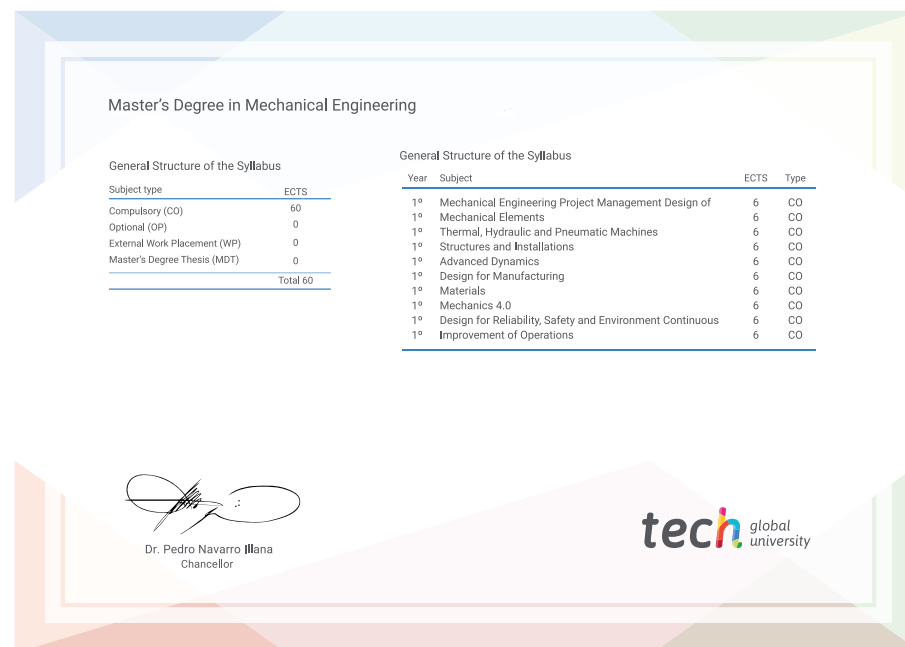 Master's Degree in Mechanical Engineering
General Structure of the Syllabus
Subject type ECTS
Compulsory (CO) 60
Optional (OP) 0
External Work Placement (WP) 0
Master's Degree Thesis (MDT) 0
Total 60
General Structure of the Syllabus
Year Subject ECTS Type
1º Mechanical Engineering Project Management Design of 6 CO
1º Mechanical Elements 6 CO
1º Thermal, Hydraulic and Pneumatic Machines 6 CO
1º Structures and Installations 6 CO
1º Advanced Dynamics 6 CO
1º Design for Manufacturing 6 CO
1º Materials 6 CO
1º Mechanics 4.0 6 CO
1º Design for Reliability, Safety and Environment Continuous 6 CO
1º Improvement of Operations 6 CO
Dr. Pedro Navarro Illana
Chancellor
tech global
university